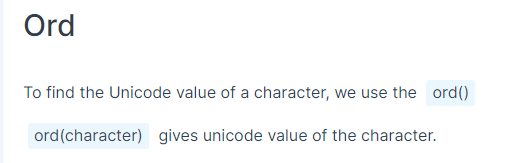 Ord
To find the Unicode value of a character, we use the ord()
ord(character) gives unicode value of the character.